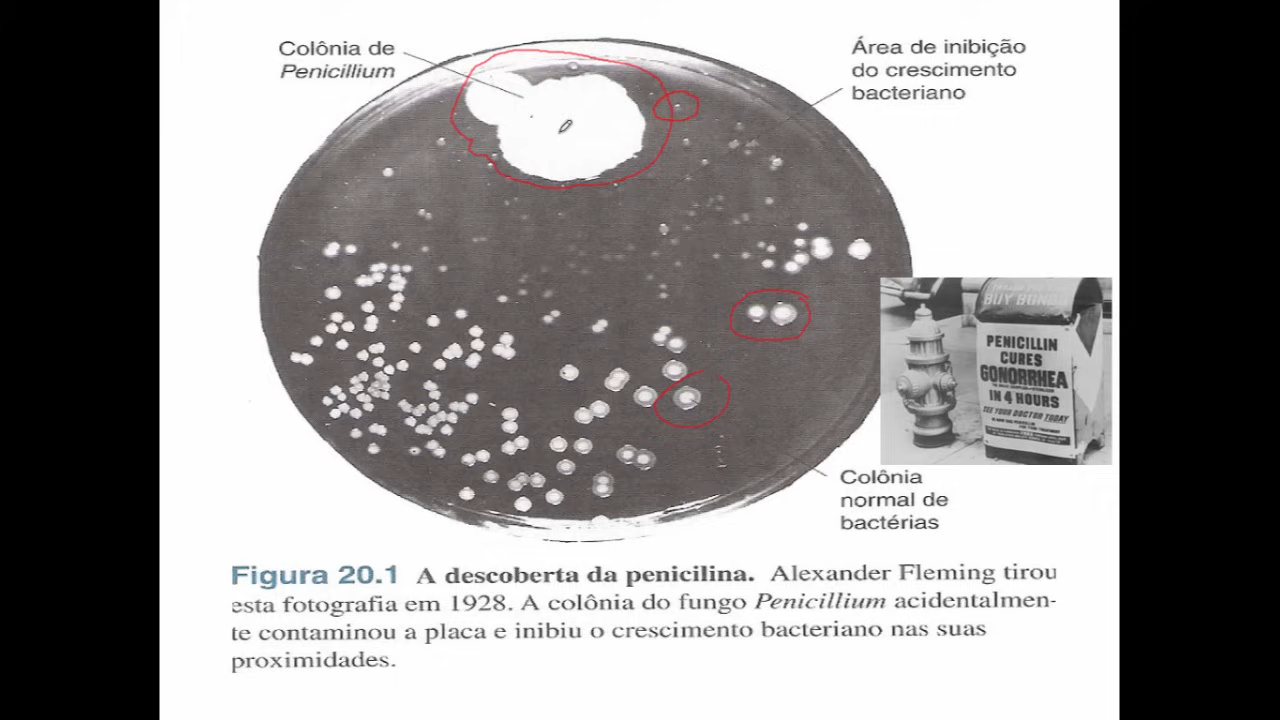 Colônia de
Penicillium
Área de inibição
do crescimento
bacteriano
BUY BOND
PENICILLIN
CURES
GONORRHEA
IN 4 HOURS
SEE YOUR DOCTOR TODAY
Colônia
normal de
bactérias
Figura 20.1 A descoberta da penicilina. Alexander Fleming tirou
esta fotografia em 1928. A colônia do fungo Penicillium acidentalmen-
te contaminou a placa e inibiu o crescimento bacteriano nas suas
proximidades.